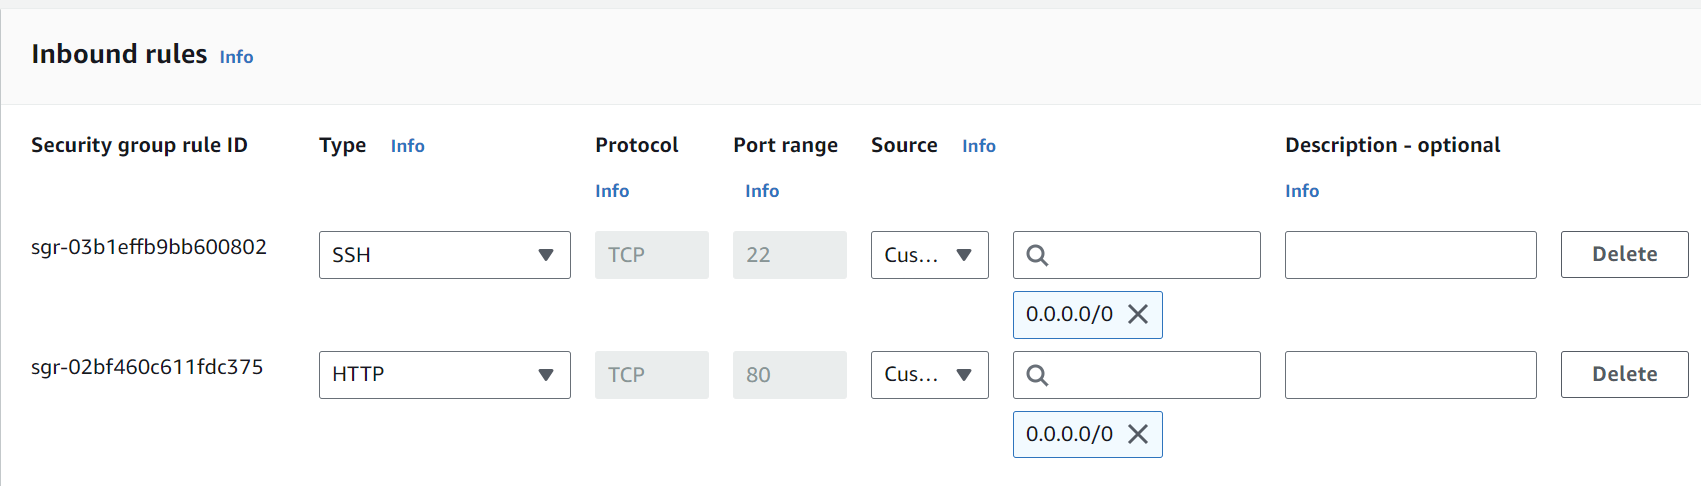 Inbound rules Info
Security group rule ID Type Info Protocol Port range Source Info Description - optional
Info Info Info
sgr-03b1effb9bb600802 SSH TCP 22 Cus... Delete
0.0.0.0/0
sgr-02bf460c611fdc375 HTTP TCP 80 Cus... Delete
0.0.0.0/0